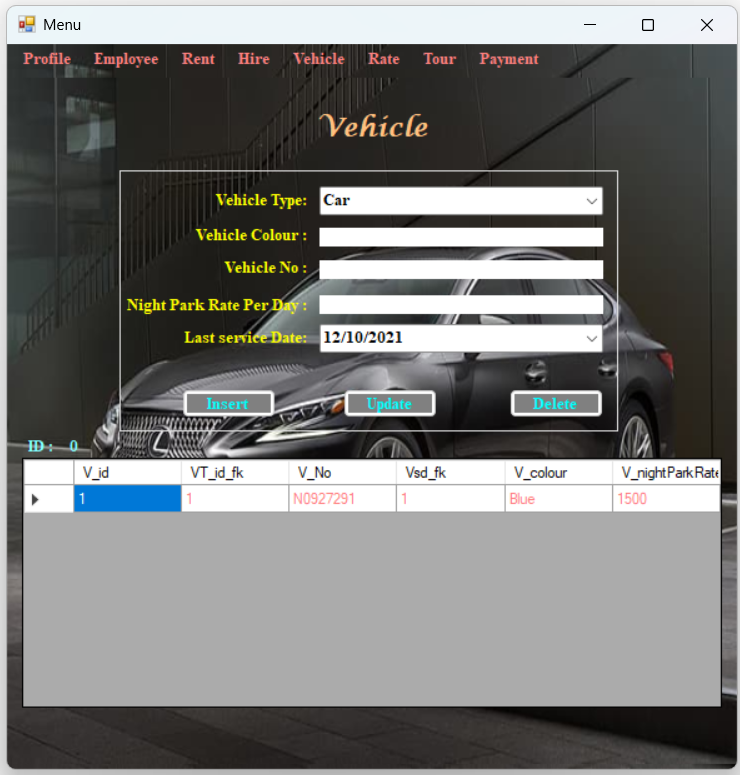 Menu
Profile Employee Rent Hire Vehicle Rate Tour Payment
Vehicle
Vehicle Type: Car
Vehicle Colour :
Vehicle No :
Night Park Rate Per Day :
Last service Date: 12/10/2021
Insert Update Delete
ID : 0
V_id VT_id_fk V_No Vsd_fk V_colour V_nightParkRate
1 1 N0927291 1 Blue 1500